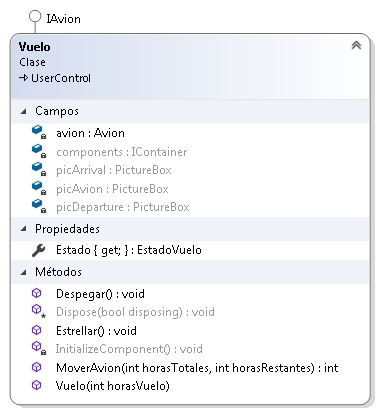 IAvion
Vuelo
Clase
UserControl
Campos
avion : Avion
components : IContainer
picArrival : PictureBox
picAvion : PictureBox
picDeparture : PictureBox
Propiedades
Estado { get; } : EstadoVuelo
Métodos
Despegar() : void
Dispose(bool disposing) : void
Estrellar() : void
InitializeComponent() : void
MoverAvion(int horasTotales, int horasRestantes) : int
Vuelo(int horasVuelo)